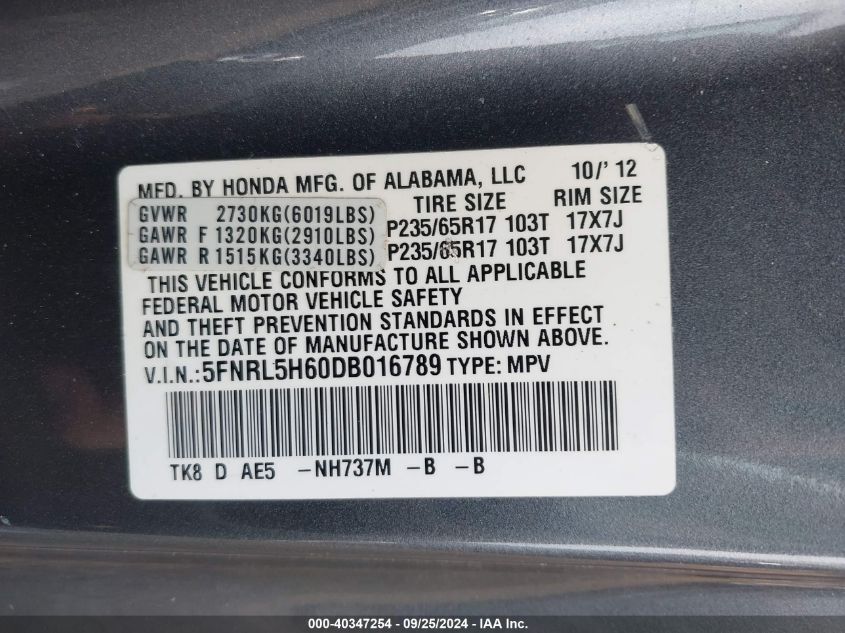 MFD. BY HONDA MFG. OF ALABAMA, LLC 10/' 12
TIRE SIZE RIM SIZE
GVWR 2730KG(6019LBS)
GAWR F 1320KG(2910LBS) P235/65R17 103T 17X7J
GAWR R 1515KG(3340LBS) P235/65R17 103T 17X7J
THIS VEHICLE CONFORMS TO ALL APPLICABLE
FEDERAL MOTOR VEHICLE SAFETY
AND THEFT PREVENTION STANDARDS IN EFFECT
ON THE DATE OF MANUFACTURE SHOWN ABOVE.
V.I.N.:5FNRL5H60DB016789 TYPE: MPV
TK8 D AE5 -NH737M -B -B
000-40347254 - 09/25/2024 - IAA Inc.